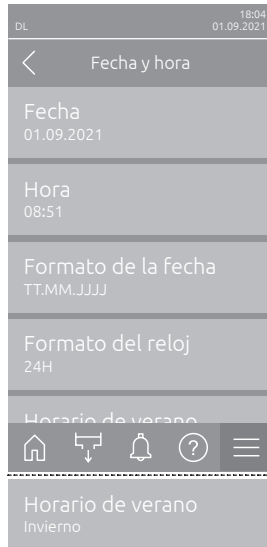 18:04
DL 01.09.2021
Fecha y hora
Fecha
01.09.2021
Hora
08:51
Formato de la fecha
TT.MM.JJJJ
Formato del reloj
24H
Horario de verano
?
Horario de verano
Invierno